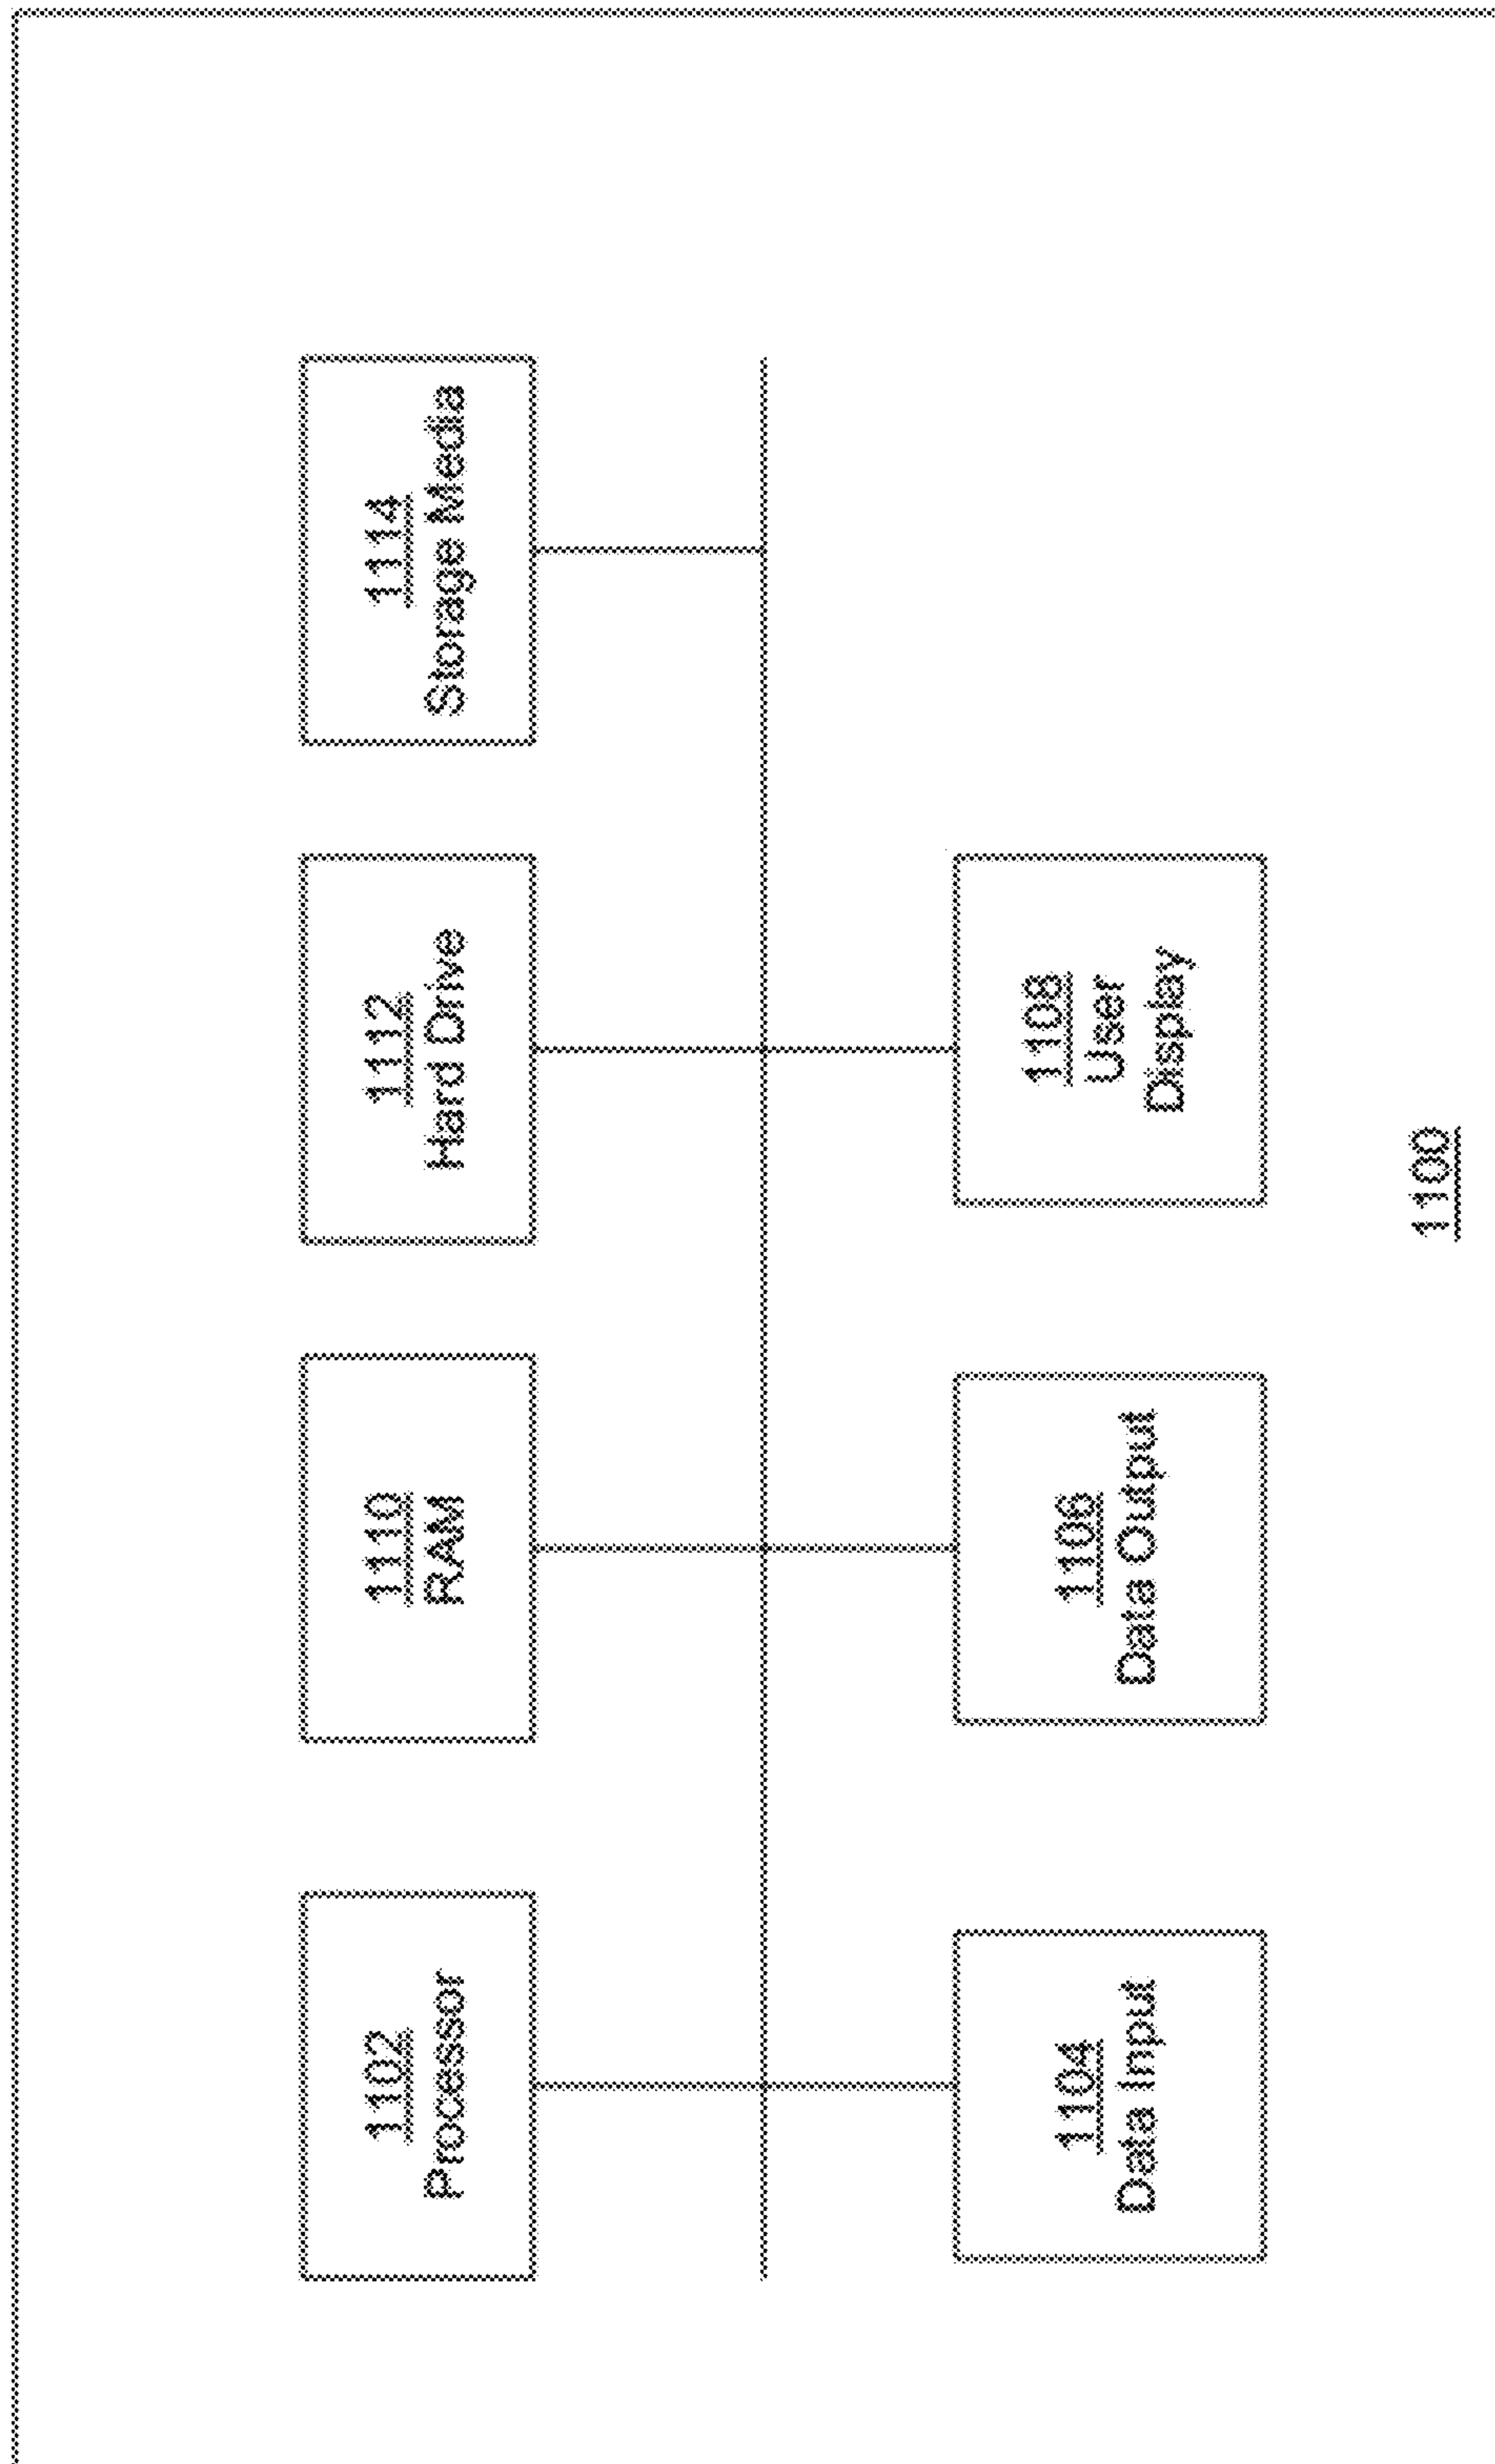 1102
Processor
1110
RAM
1112
Hard Drive
1114
Storage Media
1104
Data Input
1106
Data Output
1108
User
Display
1100